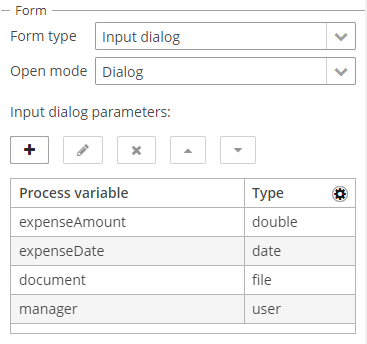 Form
Form type Input dialog
Open mode Dialog
Input dialog parameters:
Process variable Type
expenseAmount double
expenseDate date
document file
manager user